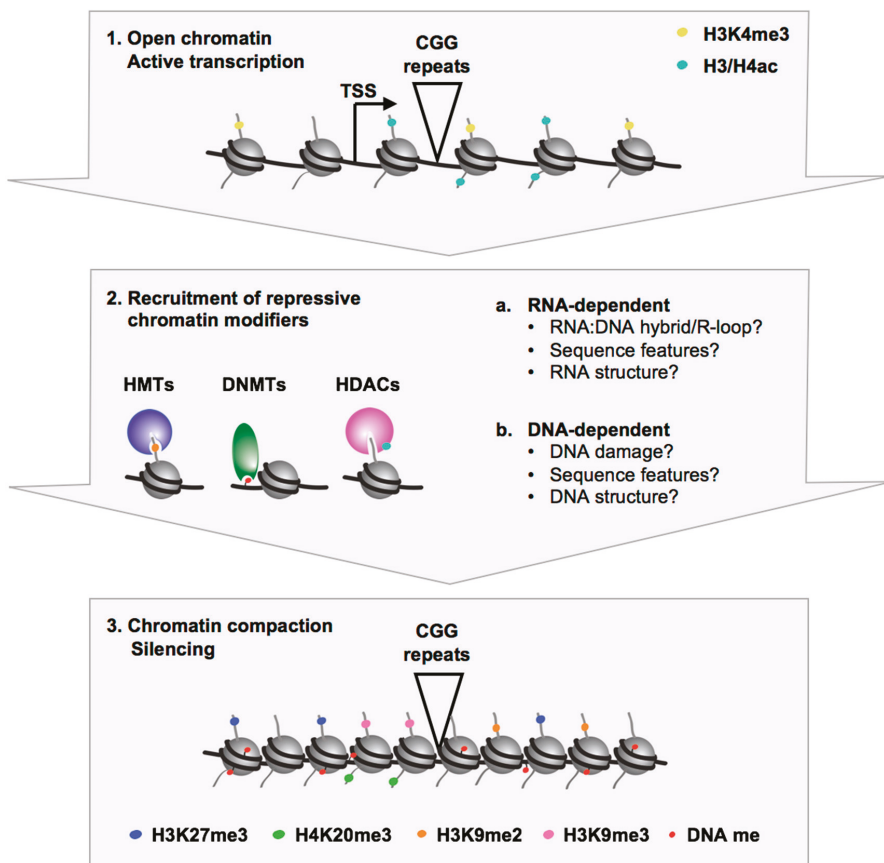 1. Open chromatin
Active transcription
CGG
repeats
TSS
H3K4me3
H3/H4ac
2. Recruitment of repressive
chromatin modifiers
HMTs
DNMTs
HDACs
a. RNA-dependent
• RNA:DNA hybrid/R-loop?
• Sequence features?
• RNA structure?
b. DNA-dependent
• DNA damage?
• Sequence features?
• DNA structure?
3. Chromatin compaction
Silencing
CGG
repeats
H3K27me3
H4K20me3
H3K9me2
H3K9me3
DNA me